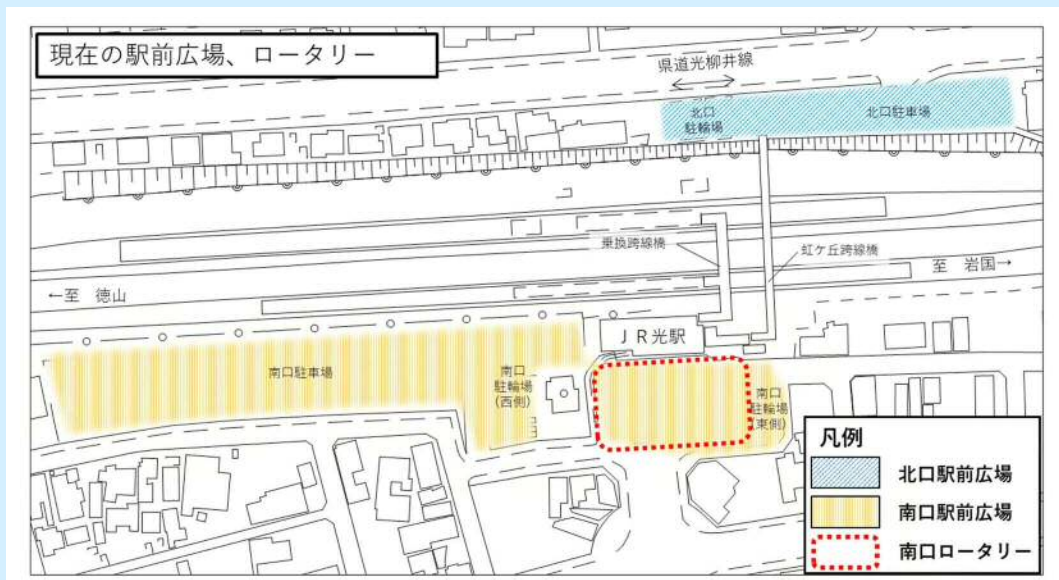 現在の駅前広場、ロータリー
県道光柳井線
北口
駐輪場
北口駐車場
乗換跨線橋
虹ケ丘跨線橋
至 岩国→
←至 徳山
JR光駅
南口駐車場
南口
駐輪場
(西側)
南口
駐輪場
(東側)
凡例
北口駅前広場
南口駅前広場
南口ロータリー